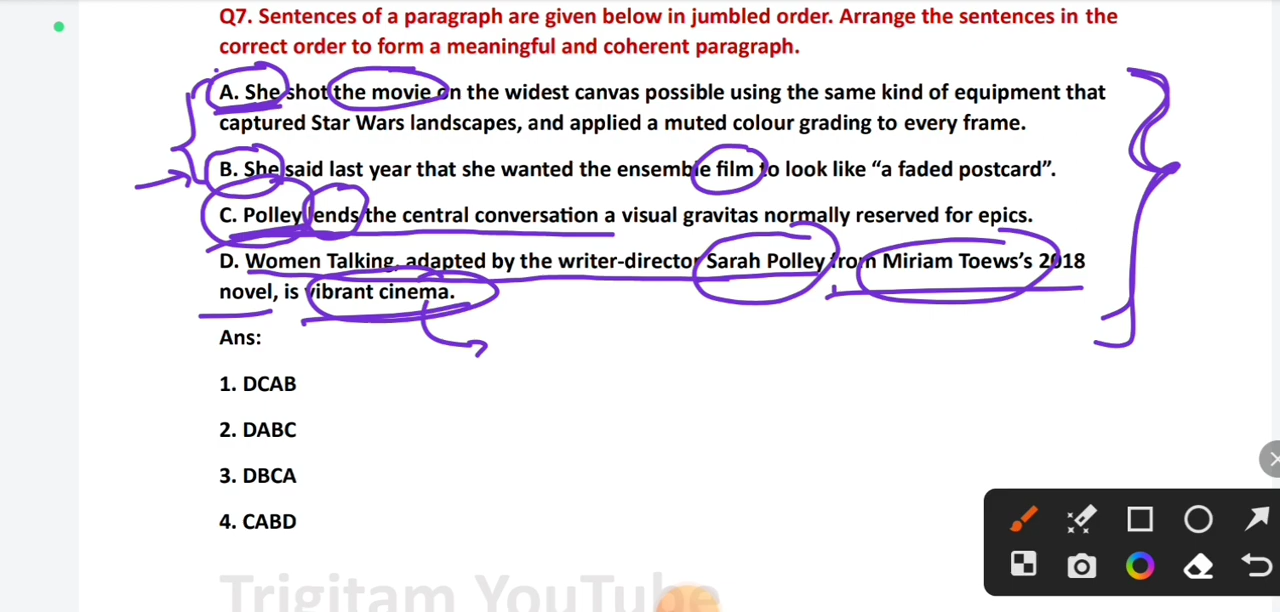 Q7. Sentences of a paragraph are given below in jumbled order. Arrange the sentences in the
correct order to form a meaningful and coherent paragraph.
A. She shot the movie on the widest canvas possible using the same kind of equipment that
captured Star Wars landscapes, and applied a muted colour grading to every frame.
B. She said last year that she wanted the ensemble film to look like “a faded postcard”.
C. Polley lends the central conversation a visual gravitas normally reserved for epics.
D. Women Talking, adapted by the writer-director Sarah Polley from Miriam Toews’s 2018
novel, is vibrant cinema.
Ans:
1. DCAB
2. DABC
3. DBCA
4. CABD
Trigitam YouTube